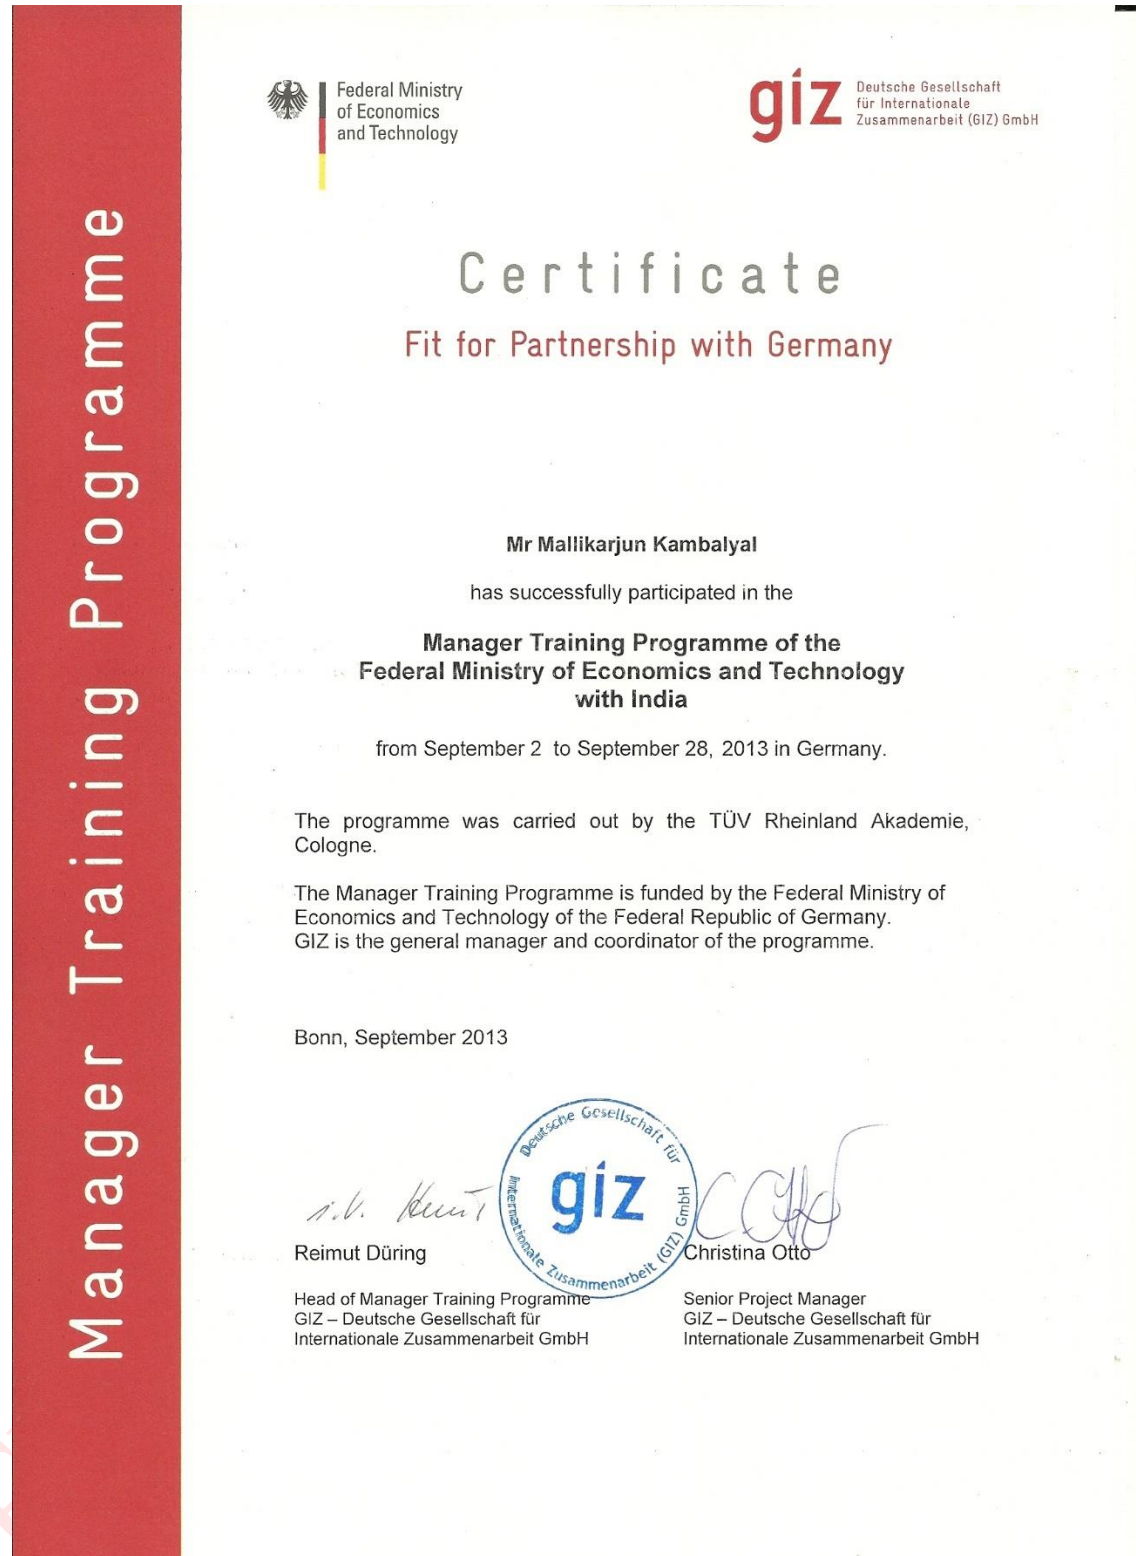 Manager Training Programme
Federal Ministry
of Economics
and Technology
giz
Deutsche Gesellschaft
für Internationale
Zusammenarbeit (GIZ) GmbH
Certificate
Fit for Partnership with Germany
Mr Mallikarjun Kambalyal
has successfully participated in the
Manager Training Programme of the
Federal Ministry of Economics and Technology
with India
from September 2 to September 28, 2013 in Germany.
The programme was carried out by the TÜV Rheinland Akademie,
Cologne.
The Manager Training Programme is funded by the Federal Ministry of
Economics and Technology of the Federal Republic of Germany.
GIZ is the general manager and coordinator of the programme.
Bonn, September 2013
Deutsche Gesellschaft für
Internationale Zusammenarbeit (GIZ) GmbH
giz
i.V.
C. Otto
Reimut Düring
Christina Otto
Head of Manager Training Programme
GIZ – Deutsche Gesellschaft für
Internationale Zusammenarbeit GmbH
Senior Project Manager
GIZ – Deutsche Gesellschaft für
Internationale Zusammenarbeit GmbH